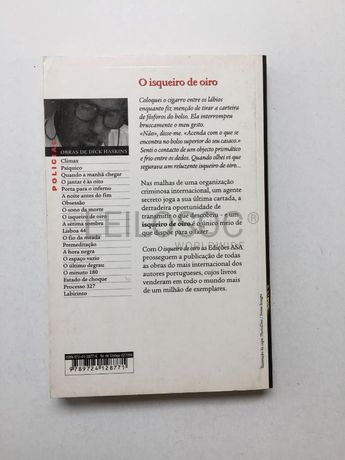 O isqueiro de oiro
Coloquei o cigarro entre os lábios
enquanto fiz menção de tirar a carteira
de fósforos do bolso. Ela interrompeu
bruscamente o meu gesto.
«Não», disse-me. «Acenda com o que se
encontra no bolso superior do seu casaco.»
Senti o contacto de um objecto prismático
e frio entre os dedos. Quando olhei vi que
segurava um reluzente isqueiro de oiro...
Nas malhas de uma organização
criminosa internacional, um agente
secreto joga a sua última cartada, a
derradeira oportunidade de
transmitir o que descobriu – o
isqueiro de oiro é o único meio de
que dispõe para o fazer...
Com O isqueiro de oiro as Edições ASA
prosseguem a publicação de todas
as obras do mais internacional dos
autores portugueses, cujos livros
venderam em todo o mundo mais
de um milhão de exemplares.
POLICIAL
OBRAS DE DICK HASKINS
Clímax
Psíquico
Quando a manhã chegar
O jantar é às oito
Porta para o inferno
A noite antes do fim
Obsessão
O sono da morte
O isqueiro de oiro
A sétima sombra
Lisboa 44
O fio da meada
Premeditação
A hora negra
O espaço vazio
O último degrau
O minuto 180
Estado de choque
Processo 327
Labirinto
LEILOSOC®
WORLDWIDE
9789724128771